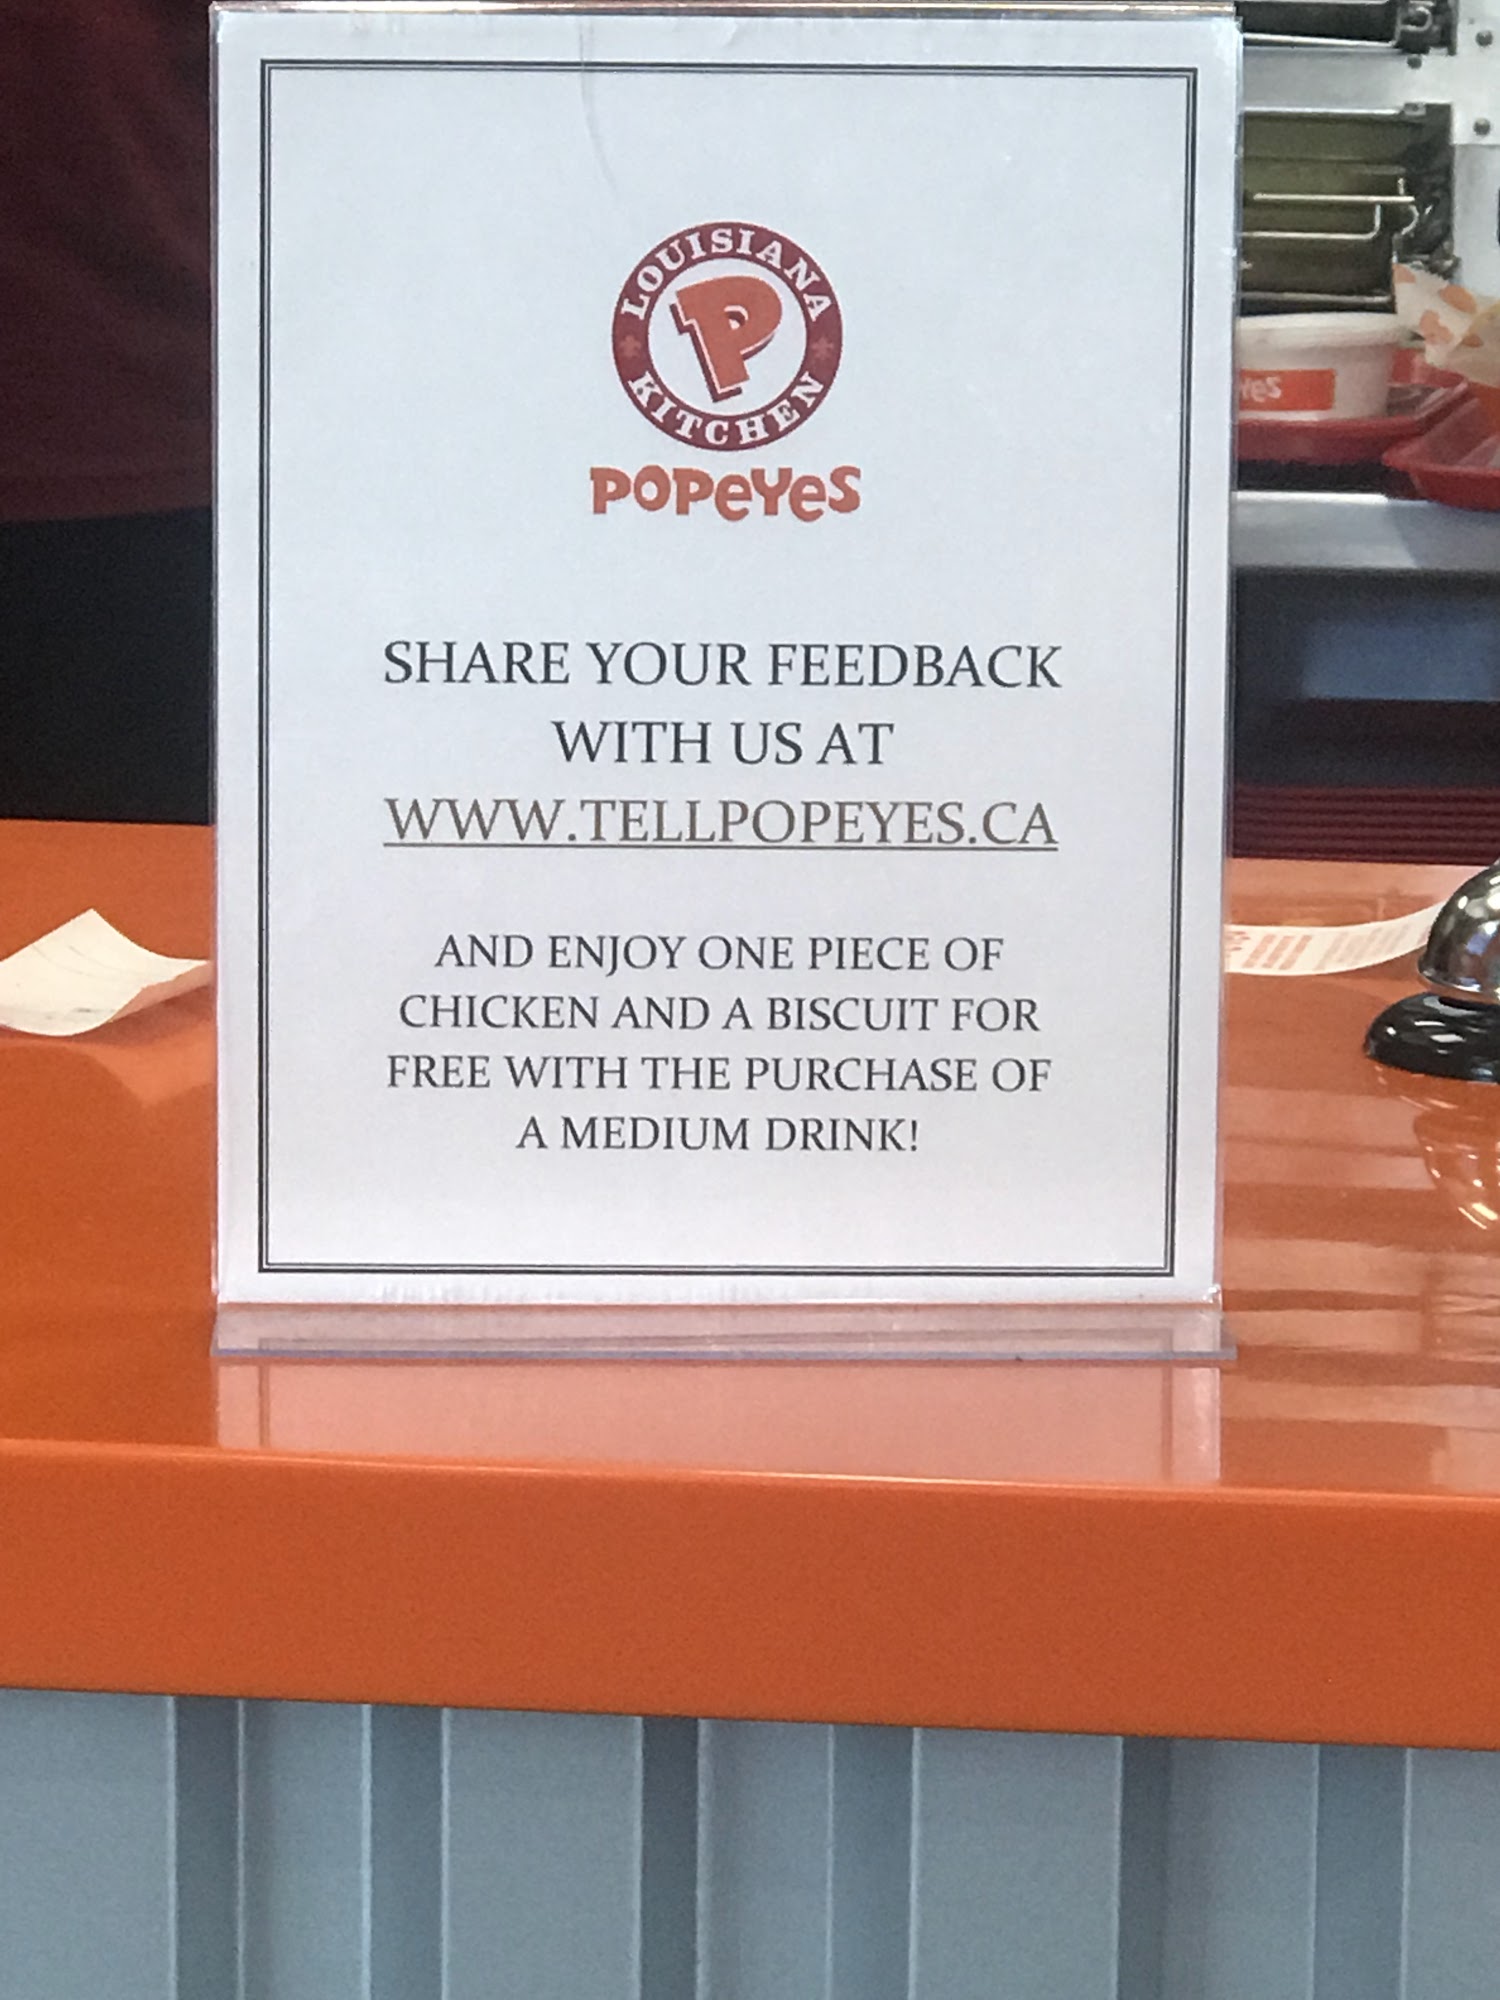 LOUISIANA
P
KITCHEN
POPEYES
SHARE YOUR FEEDBACK
WITH US AT
WWW.TELLPOPEYES.CA
AND ENJOY ONE PIECE OF
CHICKEN AND A BISCUIT FOR
FREE WITH THE PURCHASE OF
A MEDIUM DRINK!
YeS